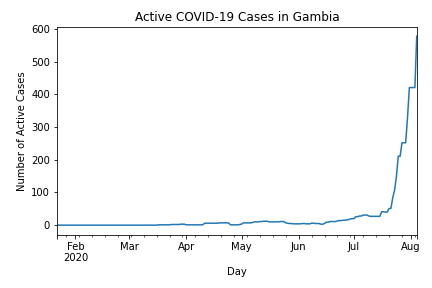 Active COVID-19 Cases in Gambia
600
500
400
300
200
100
0
Number of Active Cases
Feb Mar Apr May Jun Jul Aug
2020
Day